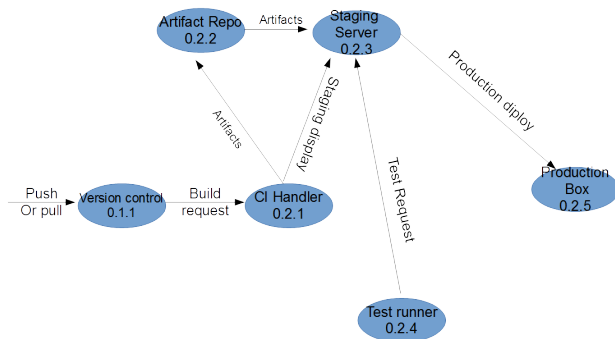 Artifact Repo
0.2.2
Artifacts
Staging
Server
0.2.3
Production diploy
Artifacts
Staging display
Push
Or pull
Version control
0.1.1
Build
request
CI Handler
0.2.1
Test Request
Production
Box
0.2.5
Test runner
0.2.4